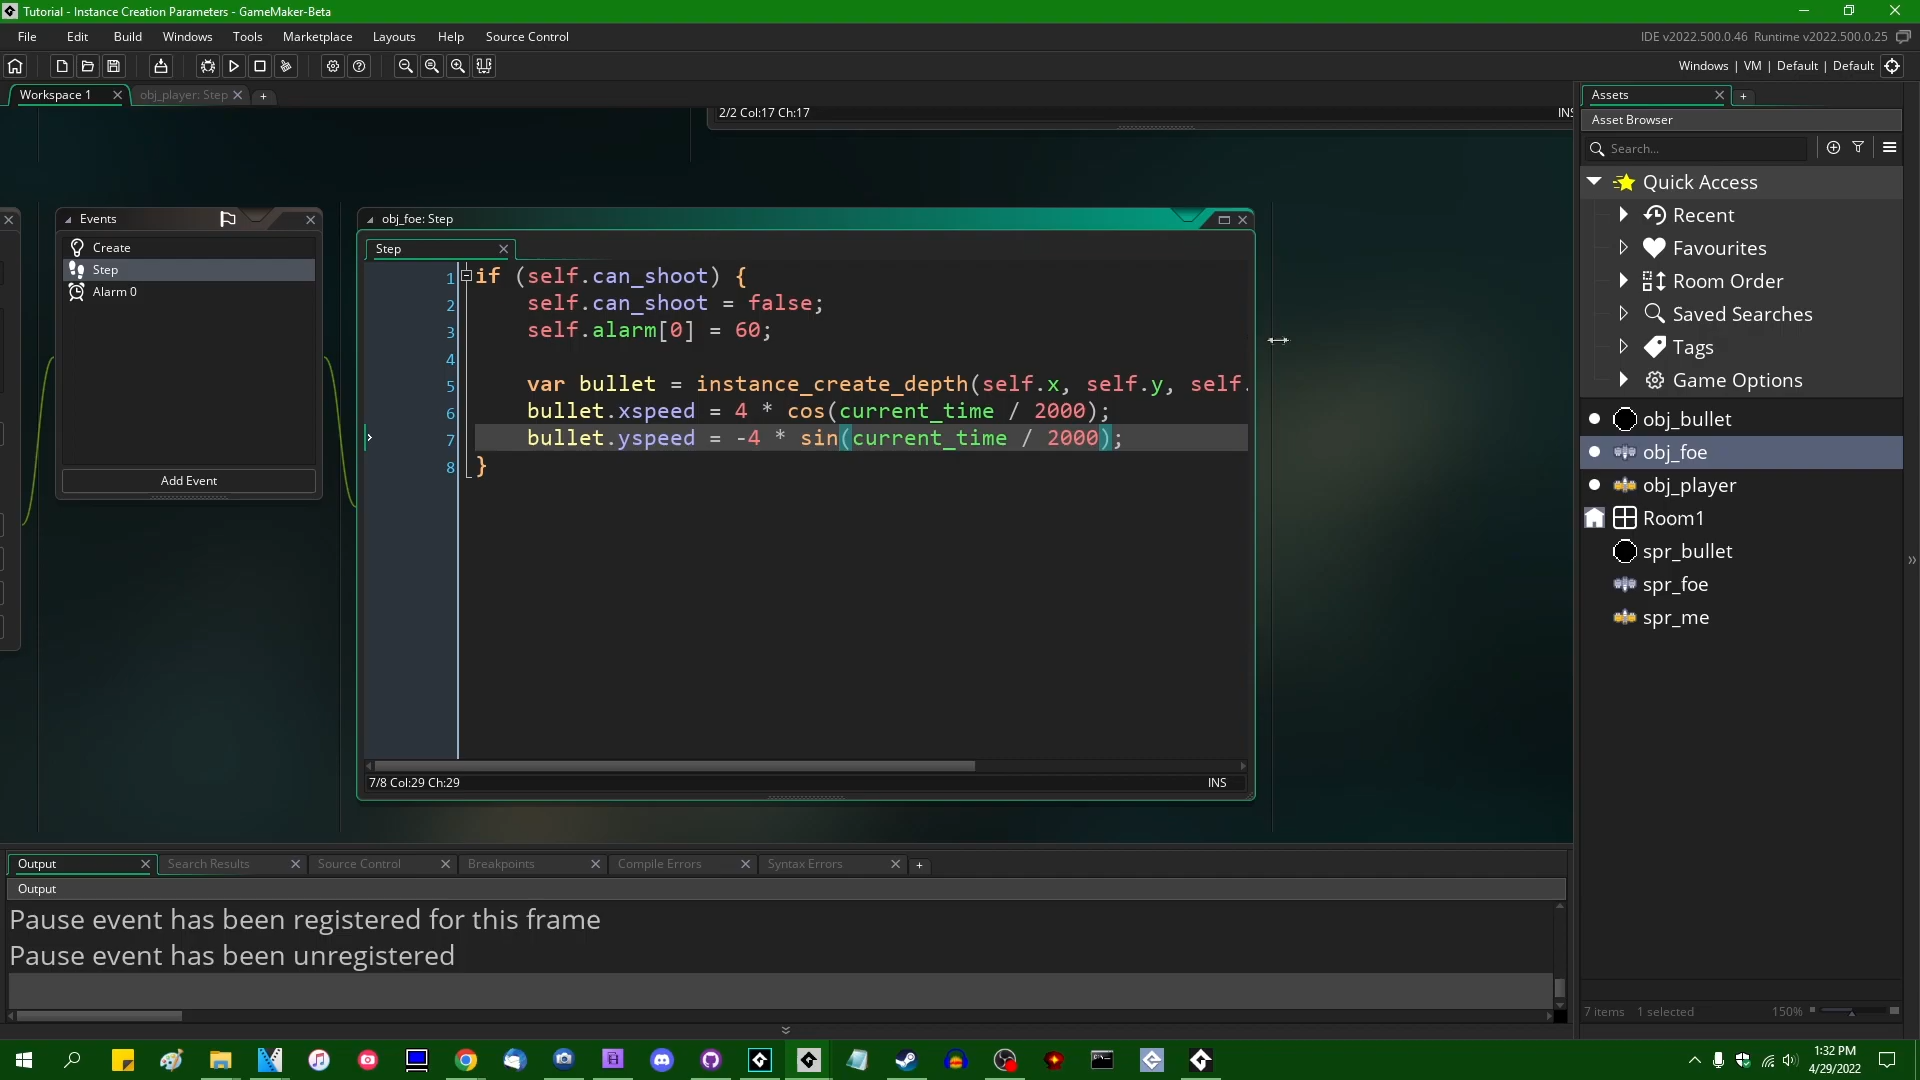 Tutorial - Instance Creation Parameters - GameMaker-Beta
File Edit Build Windows Tools Marketplace Layouts Help Source Control
IDE v2022.500.0.46 Runtime v2022.500.0.25
Windows | VM | Default | Default
Workspace 1
obj_player: Step
+
2/2 Col:17 Ch:17
INS
Events
Create
Step
Alarm 0
Add Event
obj_foe: Step
Step
1 if (self.can_shoot) {
2 self.can_shoot = false;
3 self.alarm[0] = 60;
4
5 var bullet = instance_create_depth(self.x, self.y, self.
6 bullet.xspeed = 4 * cos(current_time / 2000);
7 bullet.yspeed = -4 * sin(current_time / 2000);
8 }
7/8 Col:29 Ch:29
INS
Assets
+
Asset Browser
Search...
Quick Access
Recent
Favourites
Room Order
Saved Searches
Tags
Game Options
obj_bullet
obj_foe
obj_player
Room1
spr_bullet
spr_foe
spr_me
7 items 1 selected
150%
Output Search Results Source Control Breakpoints Compile Errors Syntax Errors +
Output
Pause event has been registered for this frame
Pause event has been unregistered
1:32 PM
4/29/2022